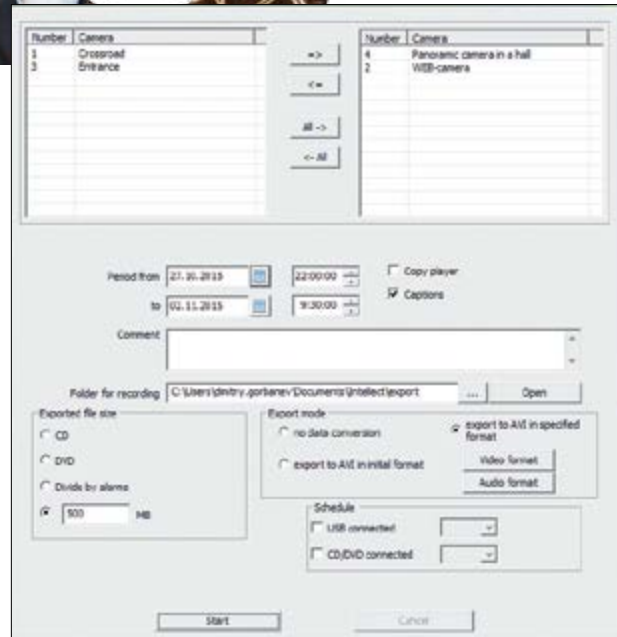 Number Camera
1 Crossroad
3 Entrance
=>
<=
All ->
<- All
Number Camera
4 Panoramic camera in a hall
2 WEB-camera
Period from 27.10.2015 22:00:00
to 02.11.2015 9:30:00
Copy player
Captions
Comment
Folder for recording C:\Users\dmitry.gorbanev\Documents\Intellect\export ... Open
Exported file size
CD
DVD
Divide by alarms
500 MB
Export mode
no data conversion
export to AVI in specified format
export to AVI in initial format
Video format
Audio format
Schedule
USB connected
CD/DVD connected
Start
Cancel